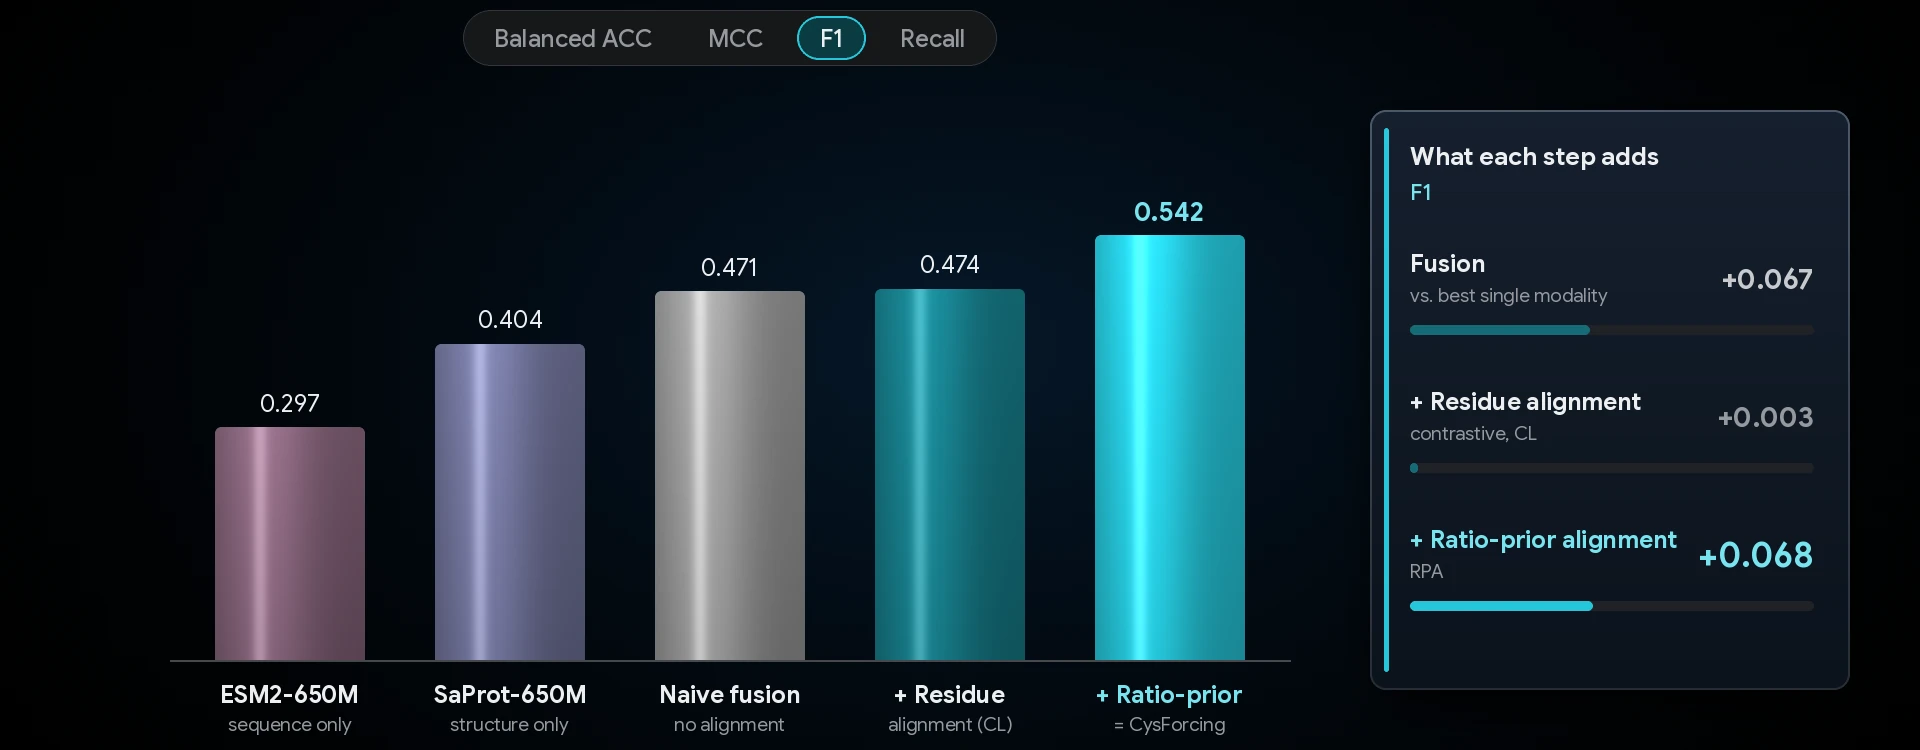 Balanced ACC MCC F1 Recall
0.297
0.404
0.471
0.474
0.542
ESM2-650M
sequence only
SaProt-650M
structure only
Naive fusion
no alignment
+ Residue
alignment (CL)
+ Ratio-prior
= CysForcing
What each step adds
F1
Fusion
vs. best single modality
+0.067
+ Residue alignment
contrastive, CL
+0.003
+ Ratio-prior alignment
RPA
+0.068